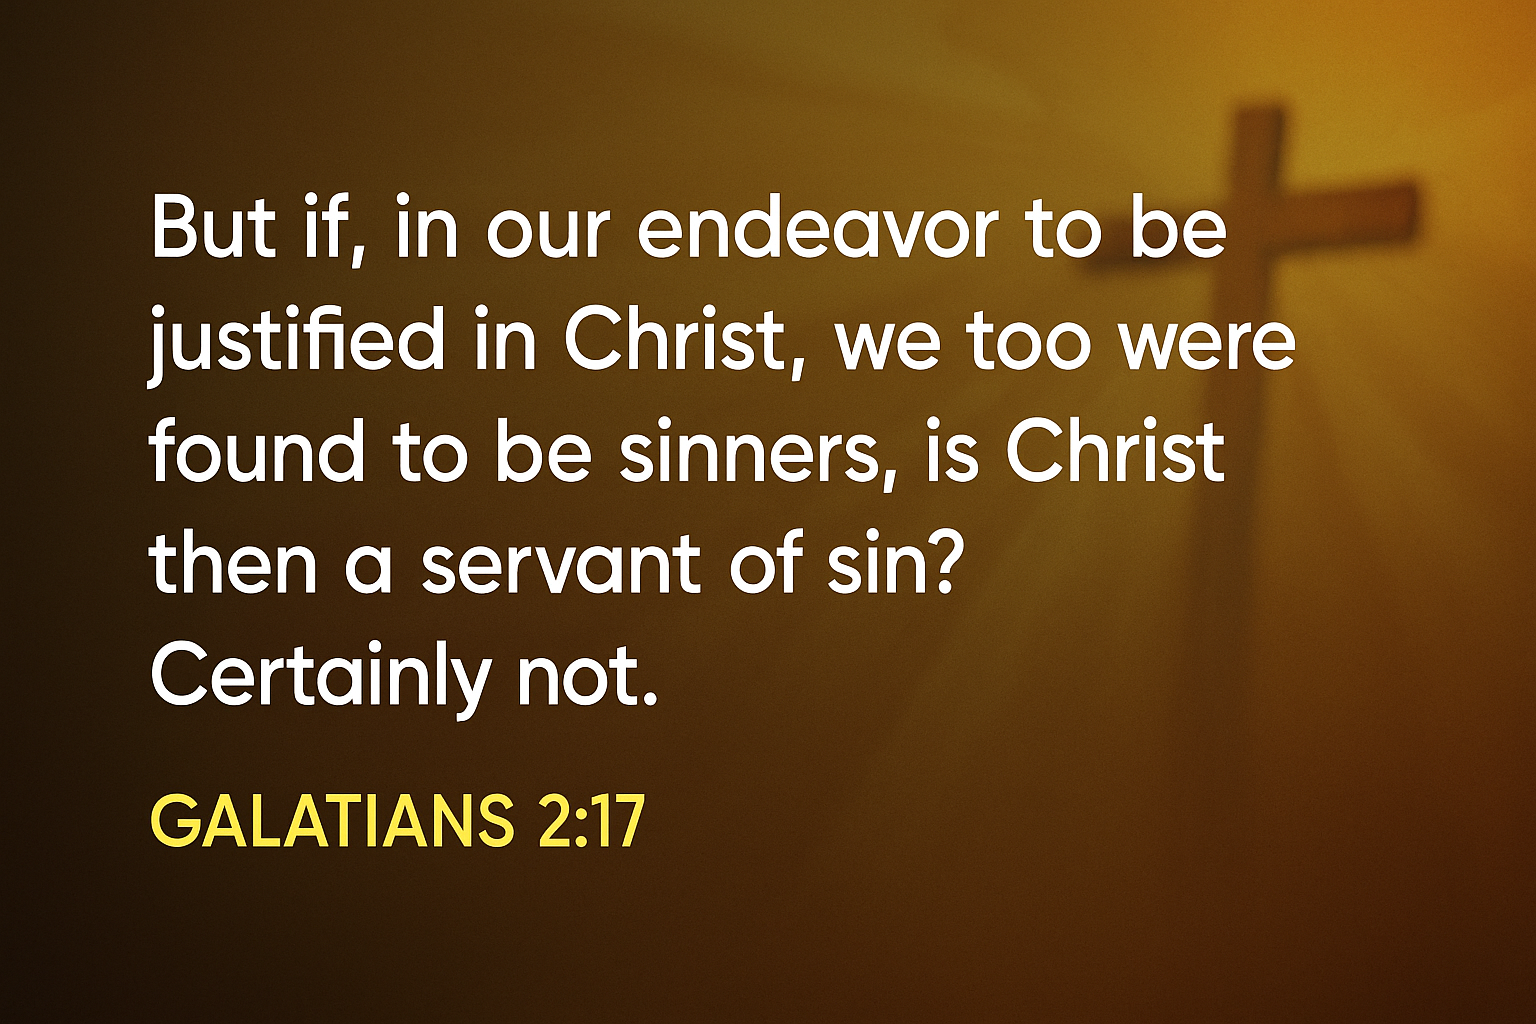 But if, in our endeavor to be
justified in Christ, we too were
found to be sinners, is Christ
then a servant of sin?
Certainly not.
GALATIANS 2:17